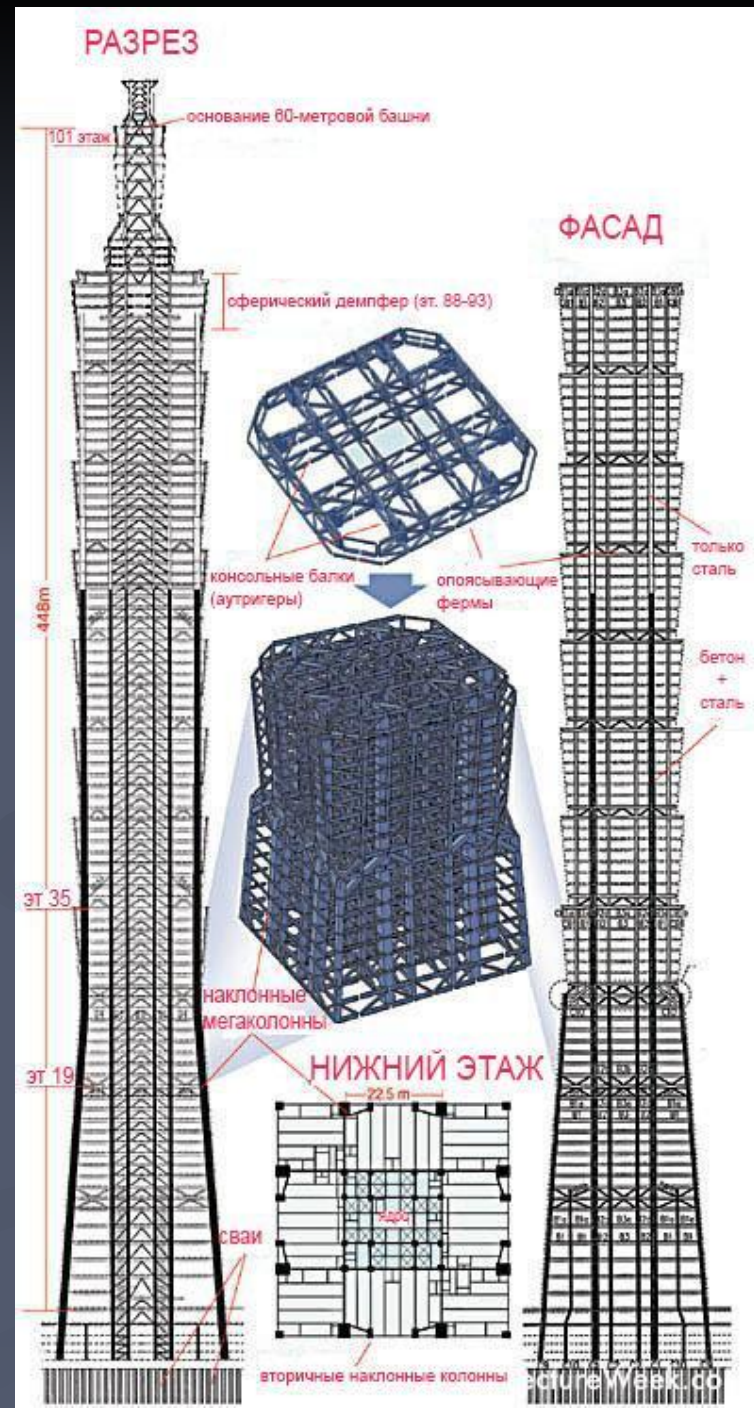 РАЗРЕЗ
основание 60-метровой башни
101 этаж
ФАСАД
сферический демпфер (эт. 88-93)
только
сталь
консольные балки
(аутригеры)
опоясывающие
фермы
448m
бетон
+
сталь
эт 35
наклонные
мегаколонны
эт 19
НИЖНИЙ ЭТАЖ
22.5 m
ядро
сваи
вторичные наклонные колонны
ectureWeek.co